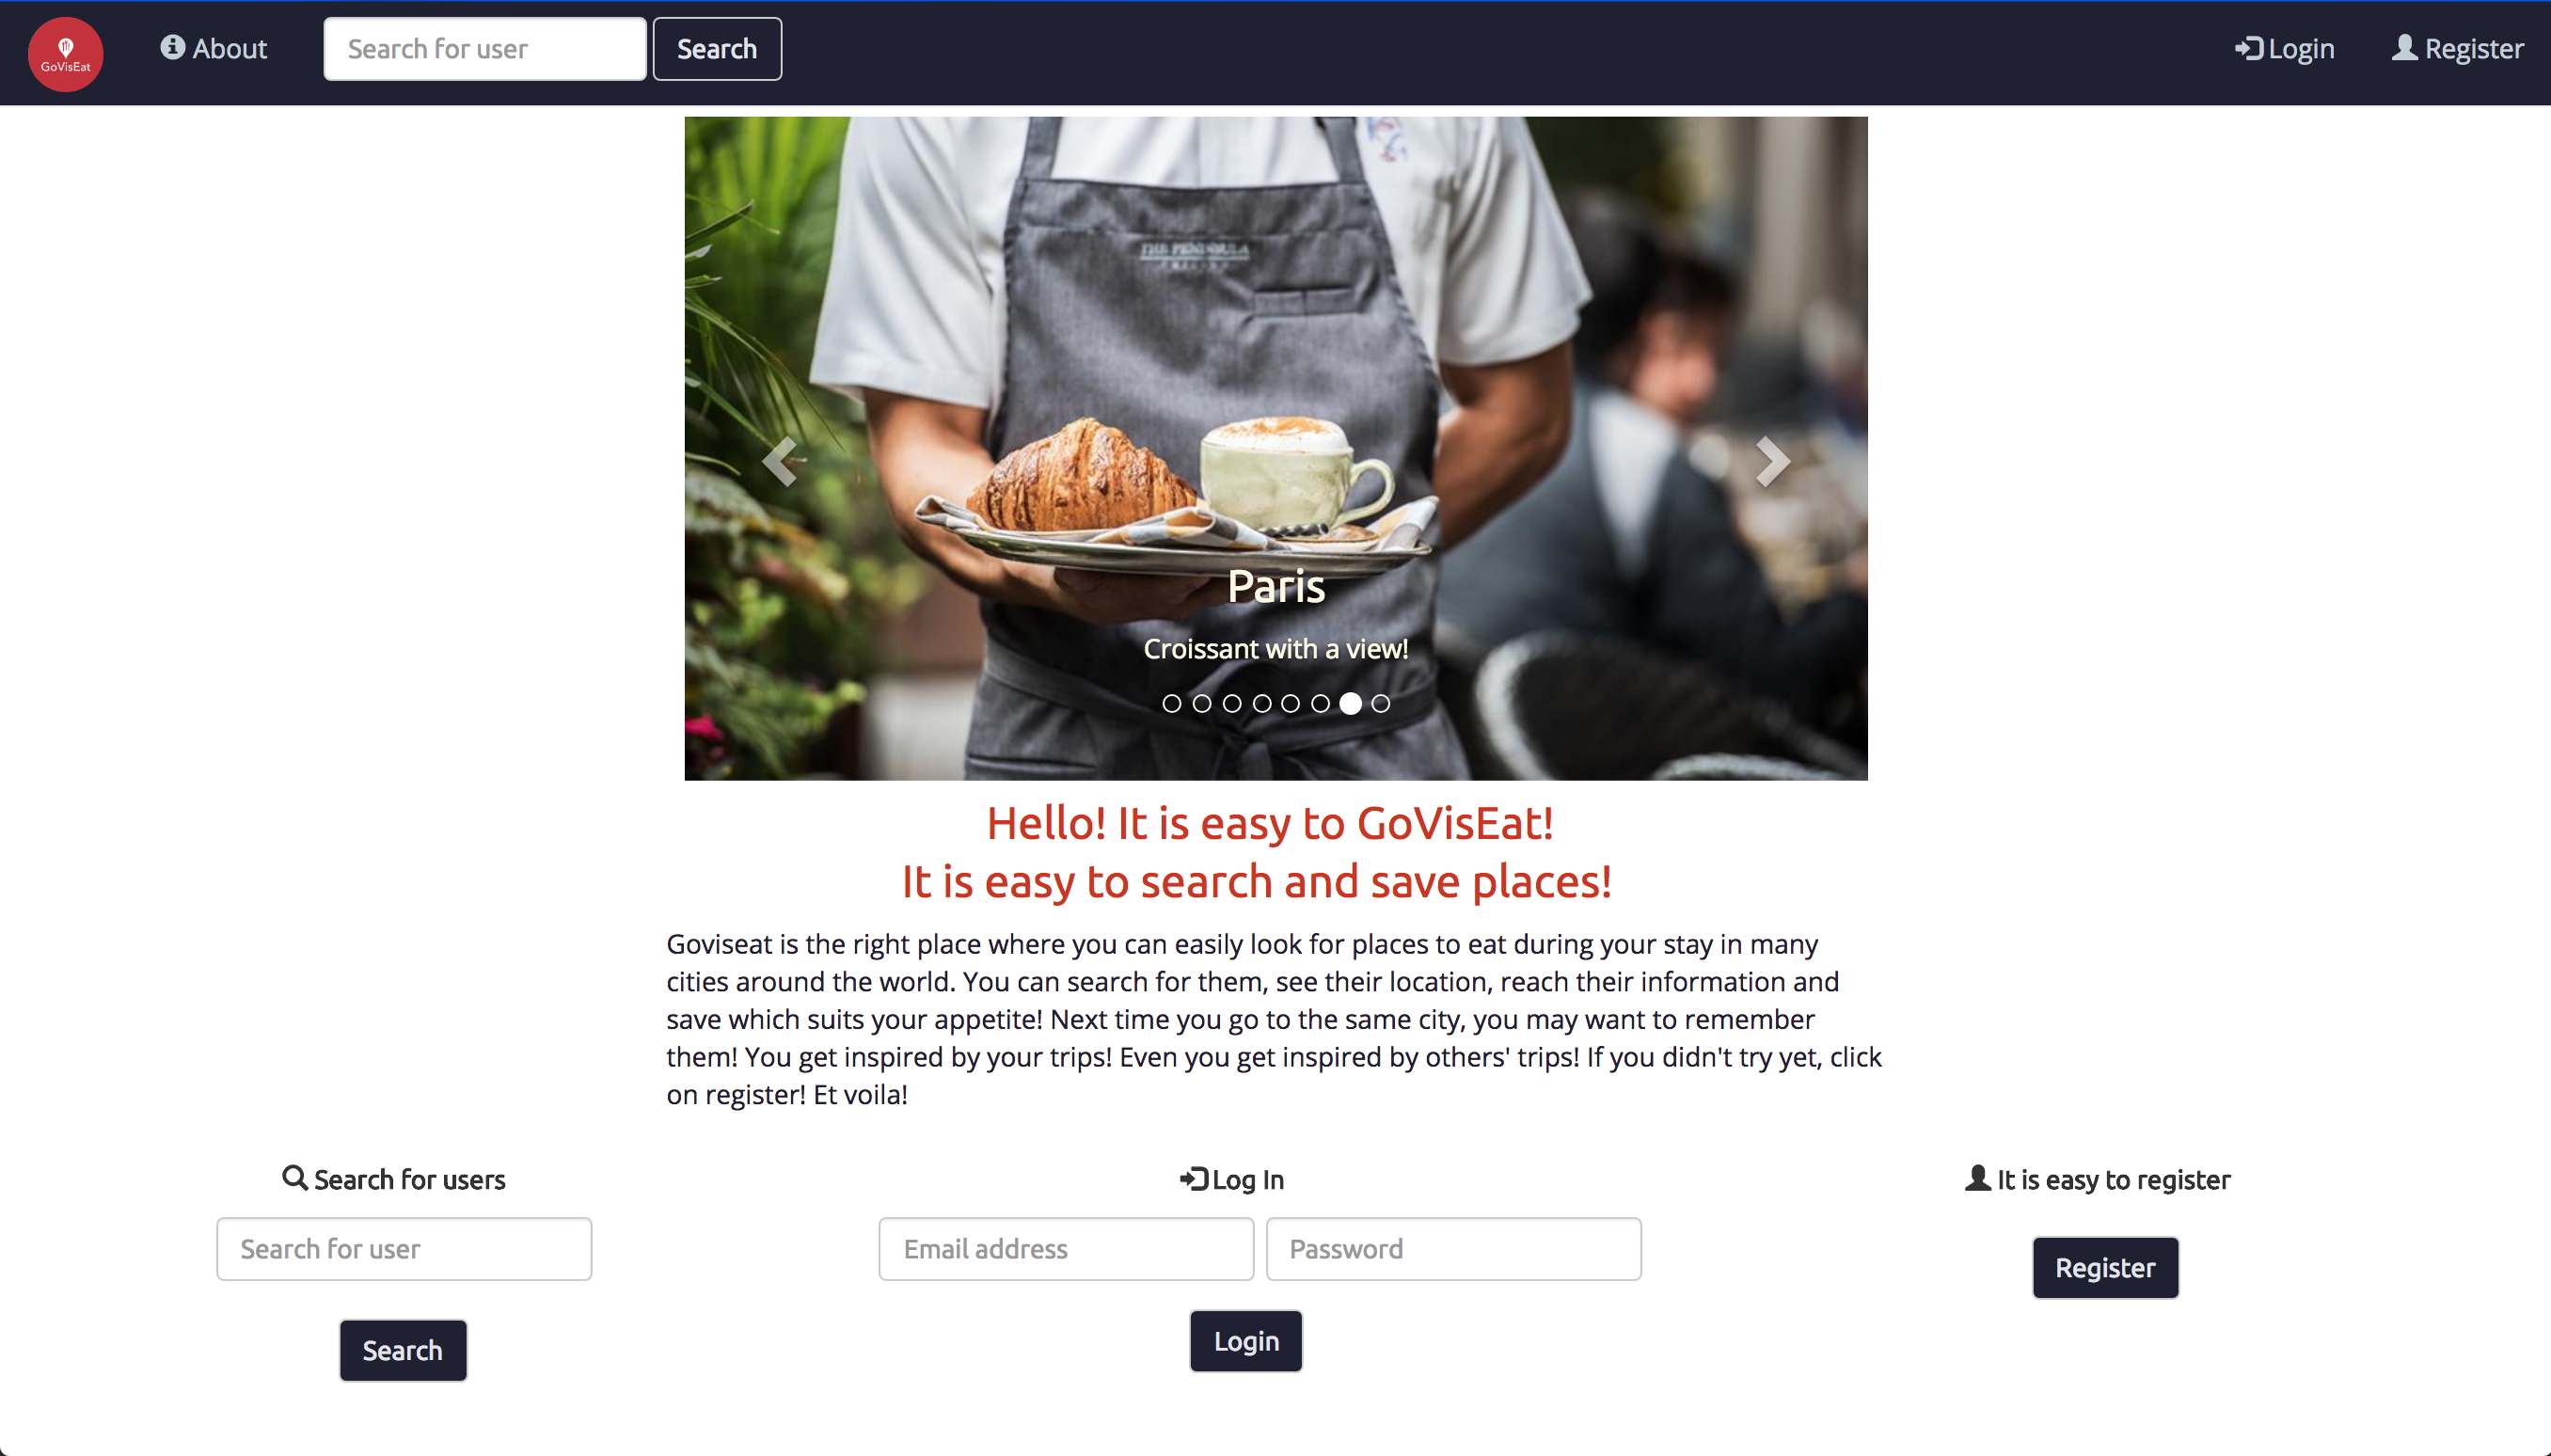 GoVisEat
About
Search for user
Search
Login
Register
THE PENINSULA
Paris
Croissant with a view!
Hello! It is easy to GoVisEat!
It is easy to search and save places!
Goviseat is the right place where you can easily look for places to eat during your stay in many
cities around the world. You can search for them, see their location, reach their information and
save which suits your appetite! Next time you go to the same city, you may want to remember
them! You get inspired by your trips! Even you get inspired by others' trips! If you didn't try yet, click
on register! Et voila!
Search for users
Search for user
Search
Log In
Email address
Password
Login
It is easy to register
Register